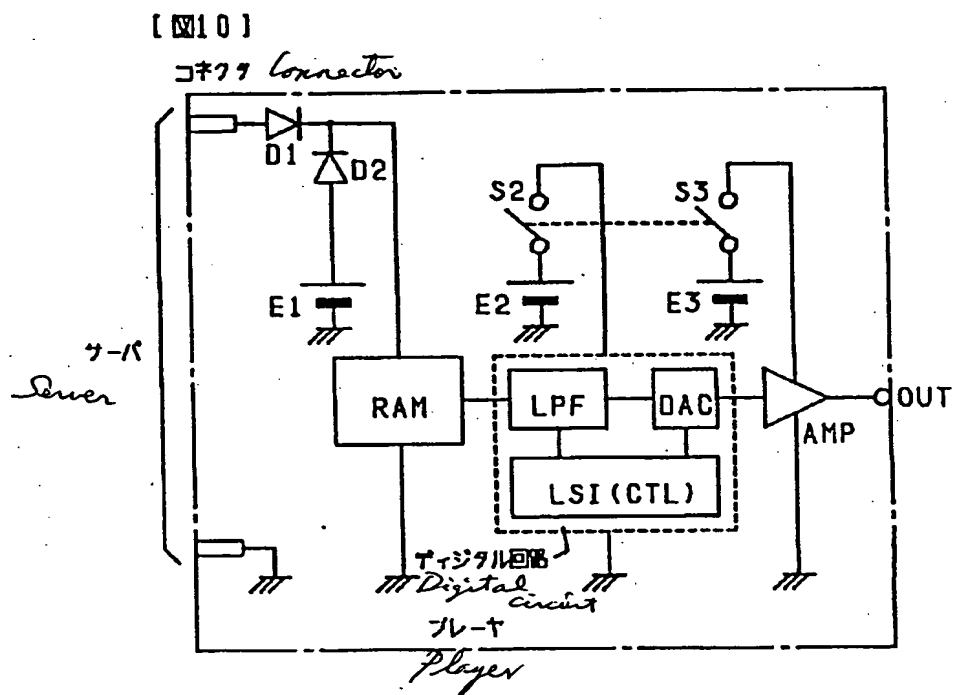 [図10]
コネクタ Connector
D1
D2
S2
S3
E1
E2
E3
サーバ
Server
RAM
LPF
DAC
OUT
AMP
LSI(CTL)
ディジタル回路
Digital
circuit
プレーヤ
Player